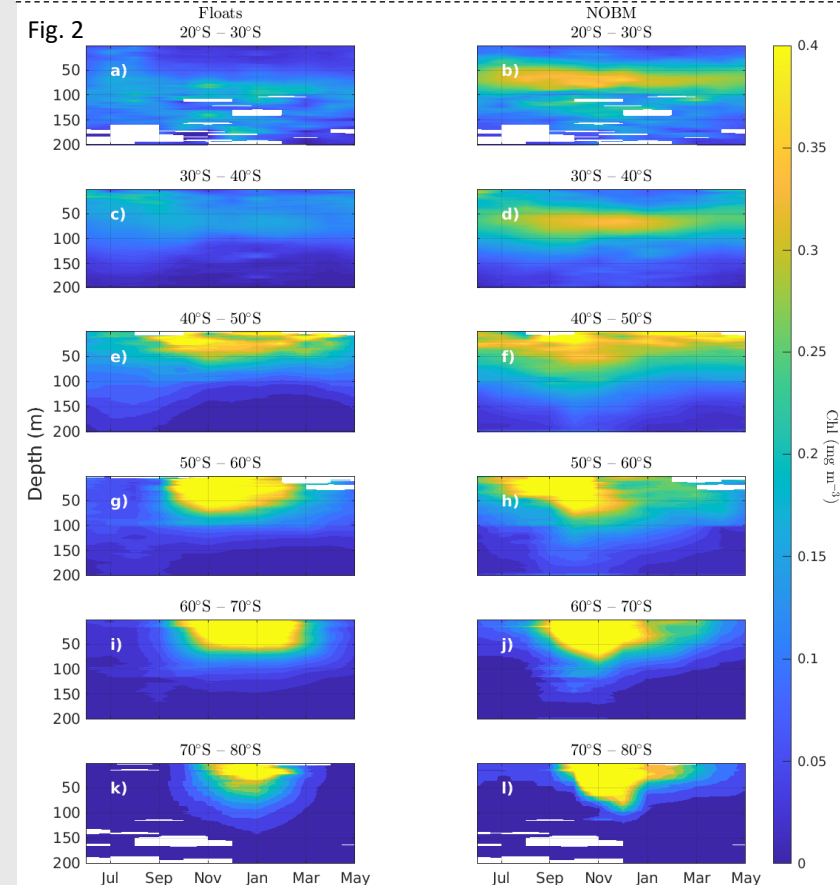 Fig. 2
Floats
NOBM
20°S – 30°S
20°S – 30°S
a)
b)
50
100
150
200
30°S – 40°S
30°S – 40°S
c)
d)
50
100
150
200
40°S – 50°S
40°S – 50°S
e)
f)
50
100
150
200
Depth (m)
50°S – 60°S
50°S – 60°S
g)
h)
50
100
150
200
60°S – 70°S
60°S – 70°S
i)
j)
50
100
150
200
70°S – 80°S
70°S – 80°S
k)
l)
50
100
150
200
Jul Sep Nov Jan Mar May
Jul Sep Nov Jan Mar May
0.4
0.35
0.3
0.25
0.2
0.15
0.1
0.05
0
Chl (mg m⁻³)